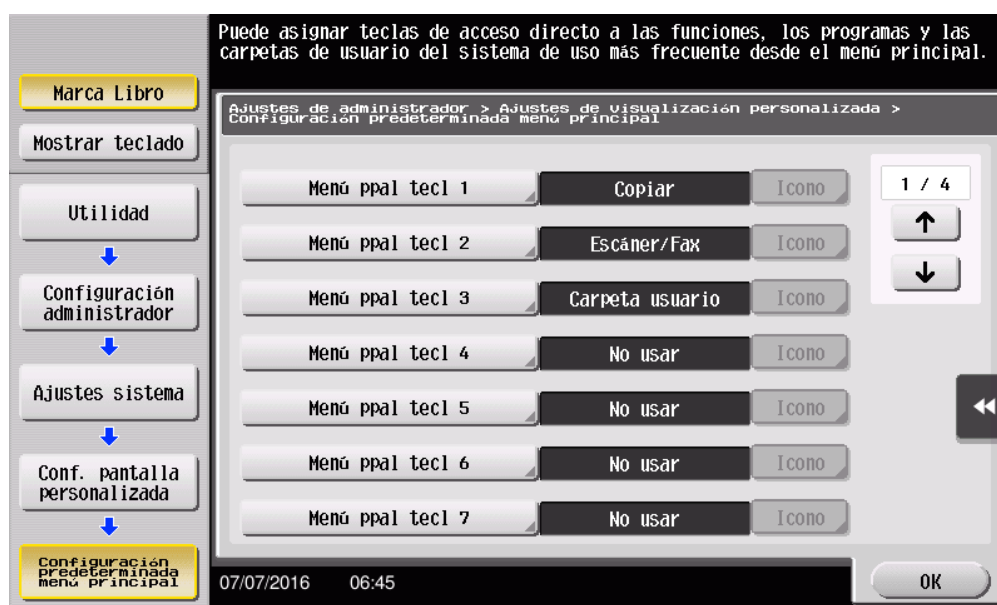 Puede asignar teclas de acceso directo a las funciones, los programas y las
carpetas de usuario del sistema de uso más frecuente desde el menú principal.
Marca Libro
Mostrar teclado
Utilidad
Configuración
administrador
Ajustes sistema
Conf. pantalla
personalizada
Configuración
predeterminada
menú principal
Ajustes de administrador > Ajustes de visualización personalizada >
Configuración predeterminada menú principal
Menú ppal tecl 1 Copiar Icono
Menú ppal tecl 2 Escáner/Fax Icono
Menú ppal tecl 3 Carpeta usuario Icono
Menú ppal tecl 4 No usar Icono
Menú ppal tecl 5 No usar Icono
Menú ppal tecl 6 No usar Icono
Menú ppal tecl 7 No usar Icono
1 / 4
07/07/2016 06:45
OK